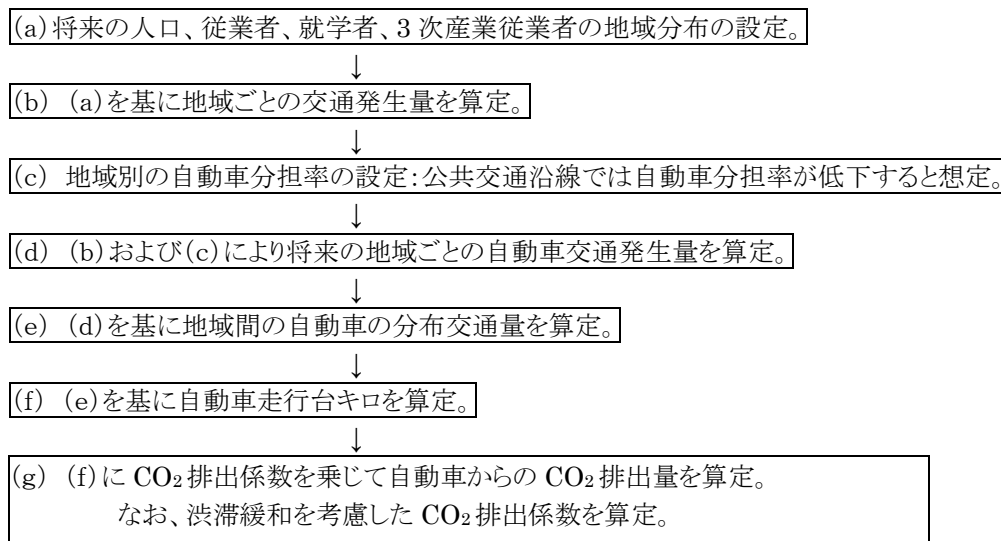 (a)将来の人口、従業者、就学者、3 次産業従業者の地域分布の設定。
↓
(b) (a)を基に地域ごとの交通発生量を算定。
↓
(c) 地域別の自動車分担率の設定：公共交通沿線では自動車分担率が低下すると想定。
↓
(d) (b)および(c)により将来の地域ごとの自動車交通発生量を算定。
↓
(e) (d)を基に地域間の自動車の分布交通量を算定。
↓
(f) (e)を基に自動車走行台キロを算定。
↓
(g) (f)に CO₂排出係数を乗じて自動車からの CO₂排出量を算定。
なお、渋滞緩和を考慮した CO₂排出係数を算定。